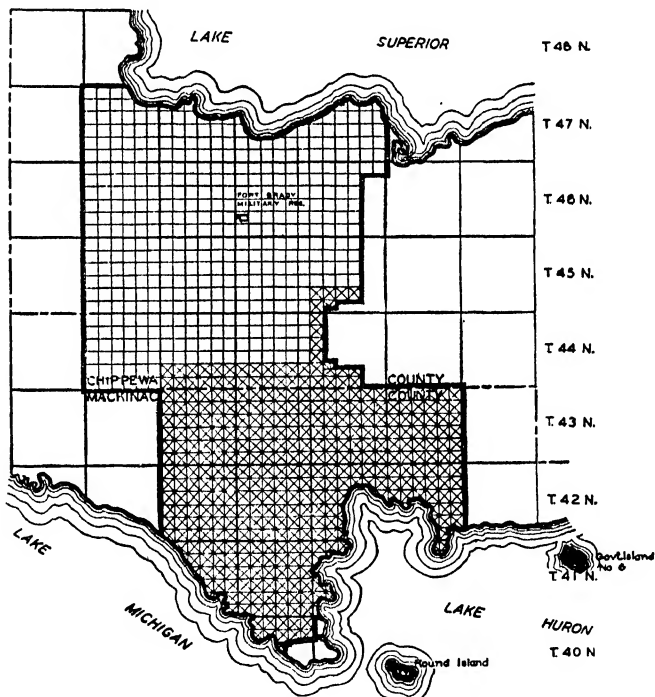 LAKE SUPERIOR
T 48 N.
T 47 N.
FORT BRADY
MILITARY RES.
T. 46 N.
T 45 N.
T. 44 N.
CHIPPEWA COUNTY
MACKINAC COUNTY
T. 43 N.
T. 42 N.
LAKE
Gov't.Island
No 6
T 41 N.
MICHIGAN
LAKE
HURON
T 40 N
Round Island